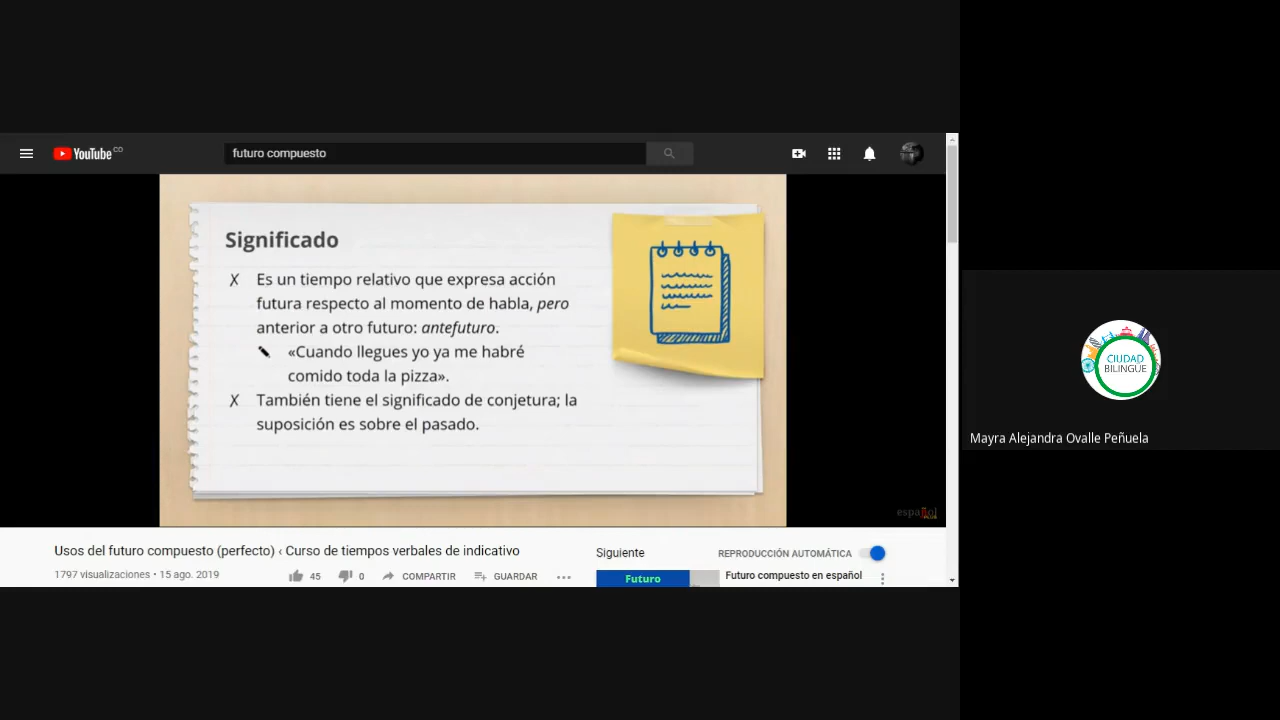 YouTube CO
futuro compuesto
Significado
X Es un tiempo relativo que expresa acción
futura respecto al momento de habla, pero
anterior a otro futuro: antefuturo.
«Cuando llegues yo ya me habré
comido toda la pizza».
X También tiene el significado de conjetura; la
suposición es sobre el pasado.
español
PLUS
Usos del futuro compuesto (perfecto) ‹ Curso de tiempos verbales de indicativo
1797 visualizaciones • 15 ago. 2019
45
0
COMPARTIR
GUARDAR
Siguiente
REPRODUCCIÓN AUTOMÁTICA
Futuro
Futuro compuesto en español
CIUDAD
BILINGÜE
Mayra Alejandra Ovalle Peñuela